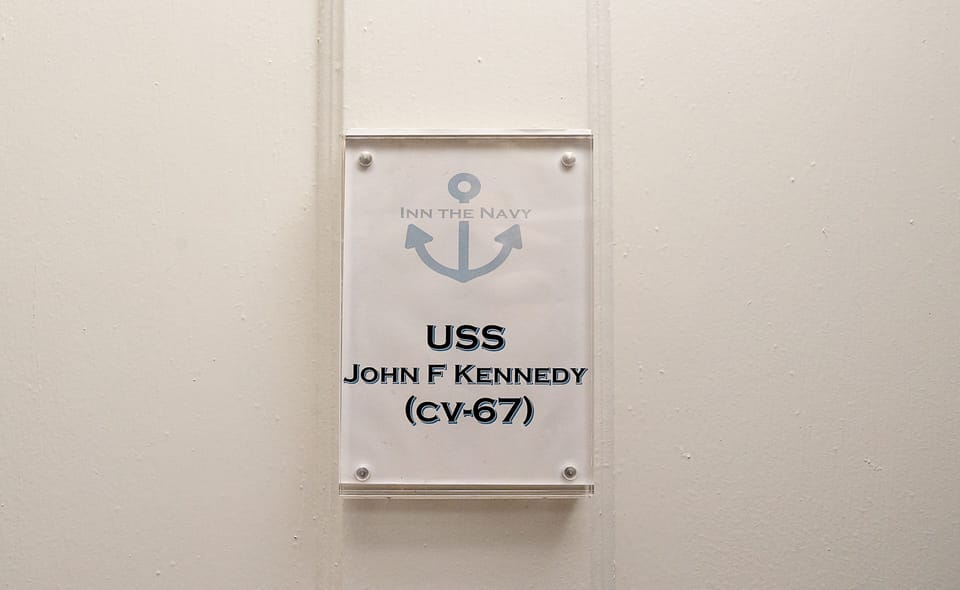 Inn the Navy
USS
John F Kennedy
(CV-67)